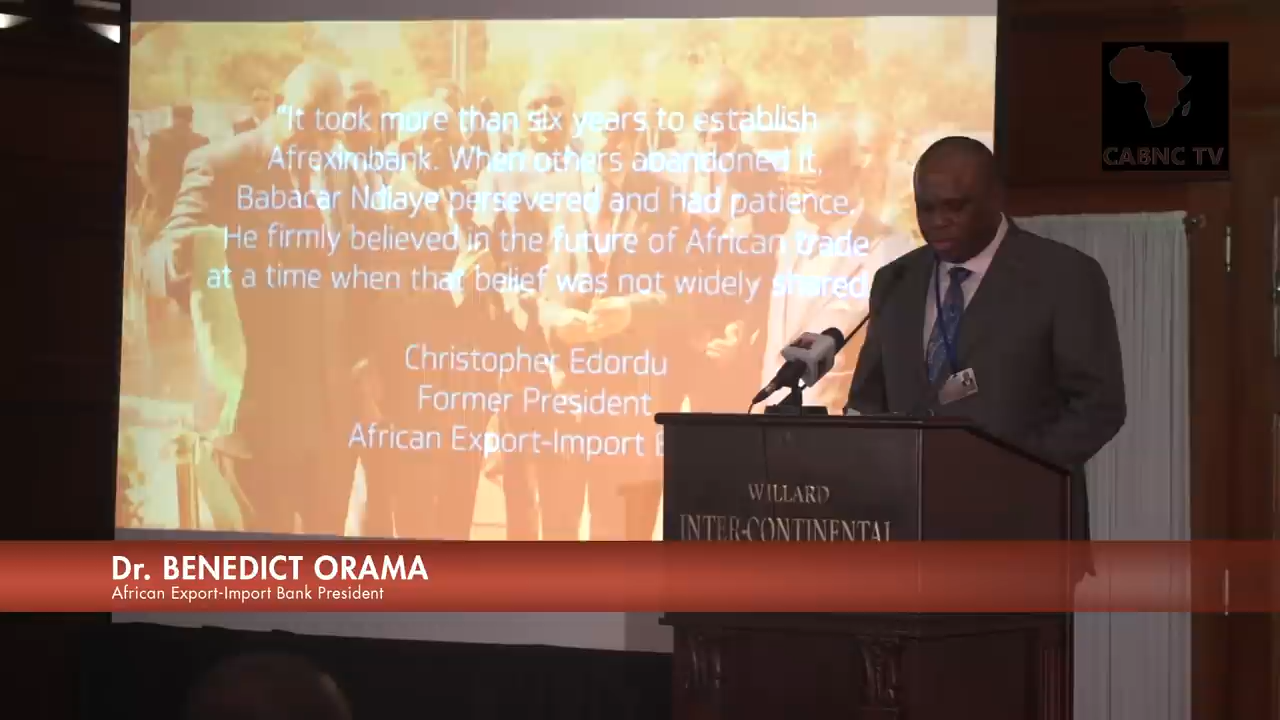 "It took more than six years to establish
Afreximbank. When others abandoned it,
Babacar Ndiaye persevered and had patience.
He firmly believed in the future of African trade
at a time when that belief was not widely shared.
Christopher Edordu
Former President
African Export-Import
CABNC TV
WILLARD
INTER-CONTINENTAL
Dr. BENEDICT ORAMA
African Export-Import Bank President